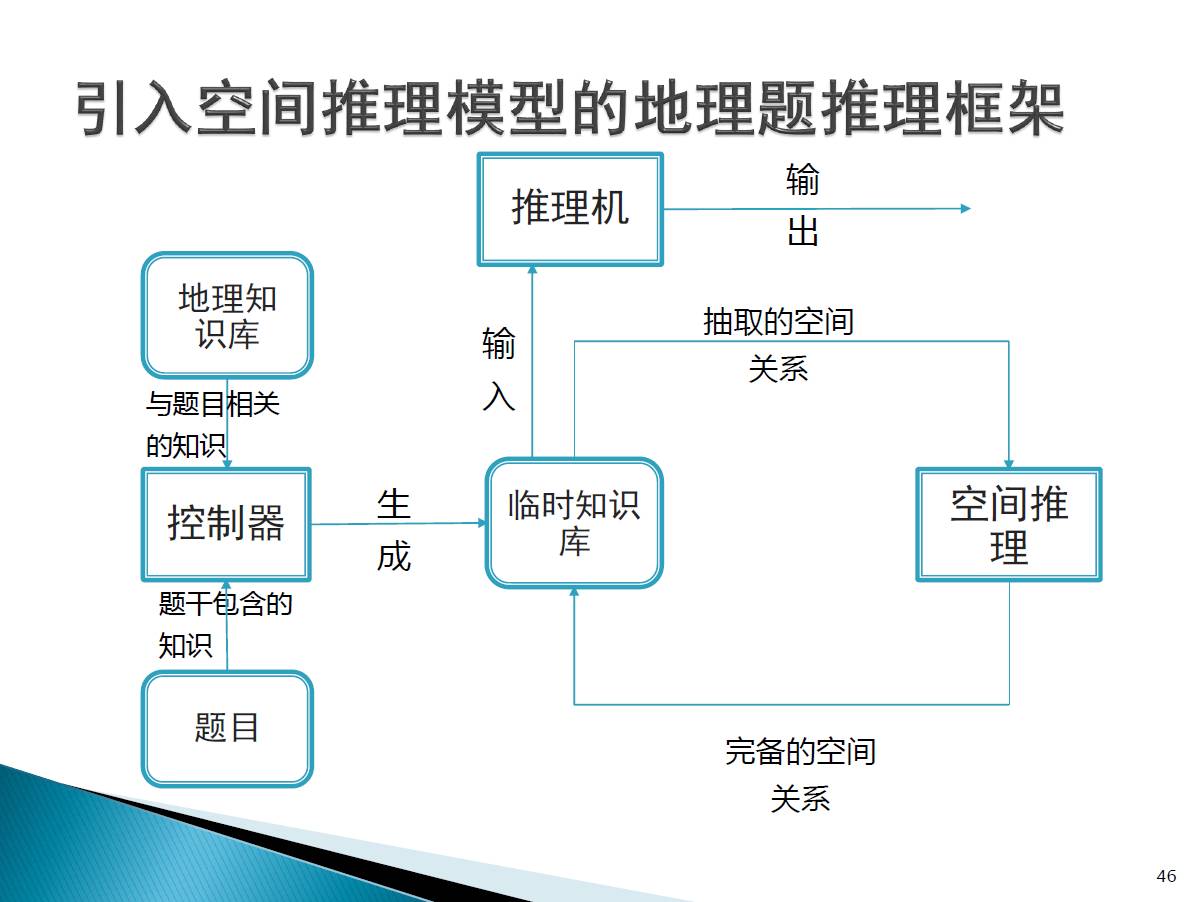 引入空间推理模型的地理题推理框架
推理机
输
出
地理知
识库
输
入
抽取的空间
关系
与题目相关
的知识
控制器
生
成
临时知识
库
空间推
理
题干包含的
知识
题目
完备的空间
关系
46